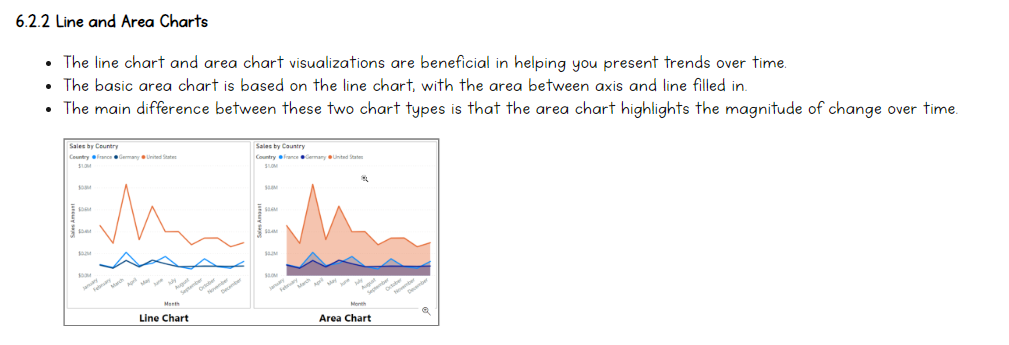 6.2.2 Line and Area Charts
• The line chart and area chart visualizations are beneficial in helping you present trends over time.
• The basic area chart is based on the line chart, with the area between axis and line filled in.
• The main difference between these two chart types is that the area chart highlights the magnitude of change over time.
Sales by Country
Country France Germany United States
$1.0M
$0.8M
$0.6M
$0.4M
$0.2M
$0.0M
Sales Amount
January February March April May June July August September October November December
Month
Line Chart
Sales by Country
Country France Germany United States
$1.0M
$0.8M
$0.6M
$0.4M
$0.2M
$0.0M
Sales Amount
January February March April May June July August September October November December
Month
Area Chart